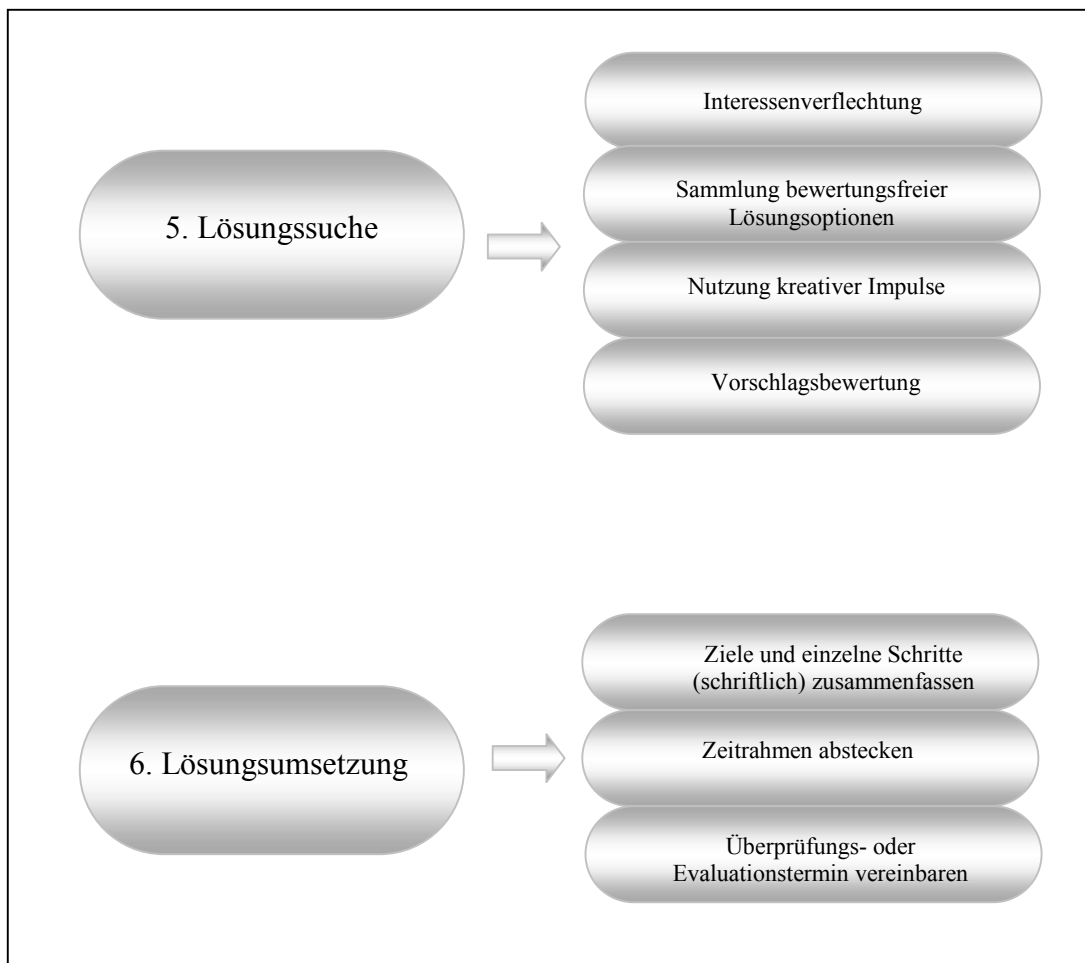 5. Lösungssuche
Interessenverflechtung
Sammlung bewertungsfreier
Lösungsoptionen
Nutzung kreativer Impulse
Vorschlagsbewertung
6. Lösungsumsetzung
Ziele und einzelne Schritte
(schriftlich) zusammenfassen
Zeitrahmen abstecken
Überprüfungs- oder
Evaluationstermin vereinbaren